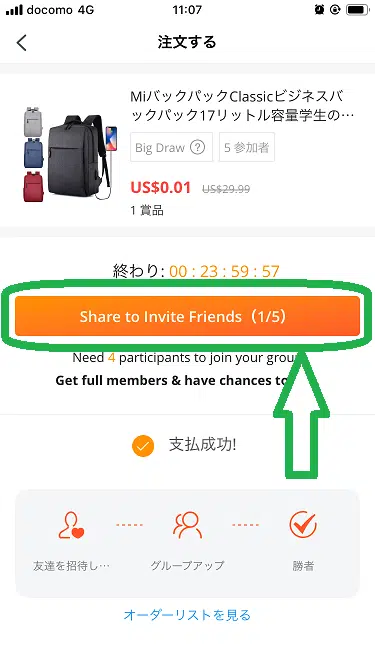 docomo 4G 11:07
注文する
MiバックパックClassicビジネスバ
ックパック17リットル容量学生の…
Big Draw ? 5 参加者
US$0.01 US$29.99
1 賞品
終わり: 00 : 23 : 59 : 57
Share to Invite Friends（1/5）
Need 4 participants to join your grou
Get full members & have chances to
支払成功!
友達を招待し… グループアップ 勝者
オーダーリストを見る